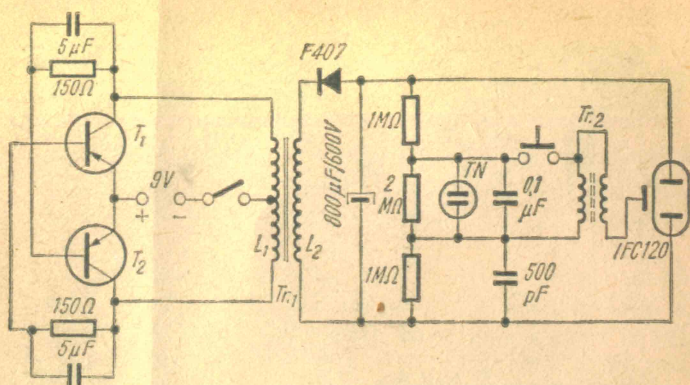 5µF
150Ω
T1
9V
+
-
T2
150Ω
5µF
L1
L2
Tr.1
F407
800µF/600V
1MΩ
2
MΩ
1MΩ
TN
0,1
µF
500
pF
Tr.2
IFC120